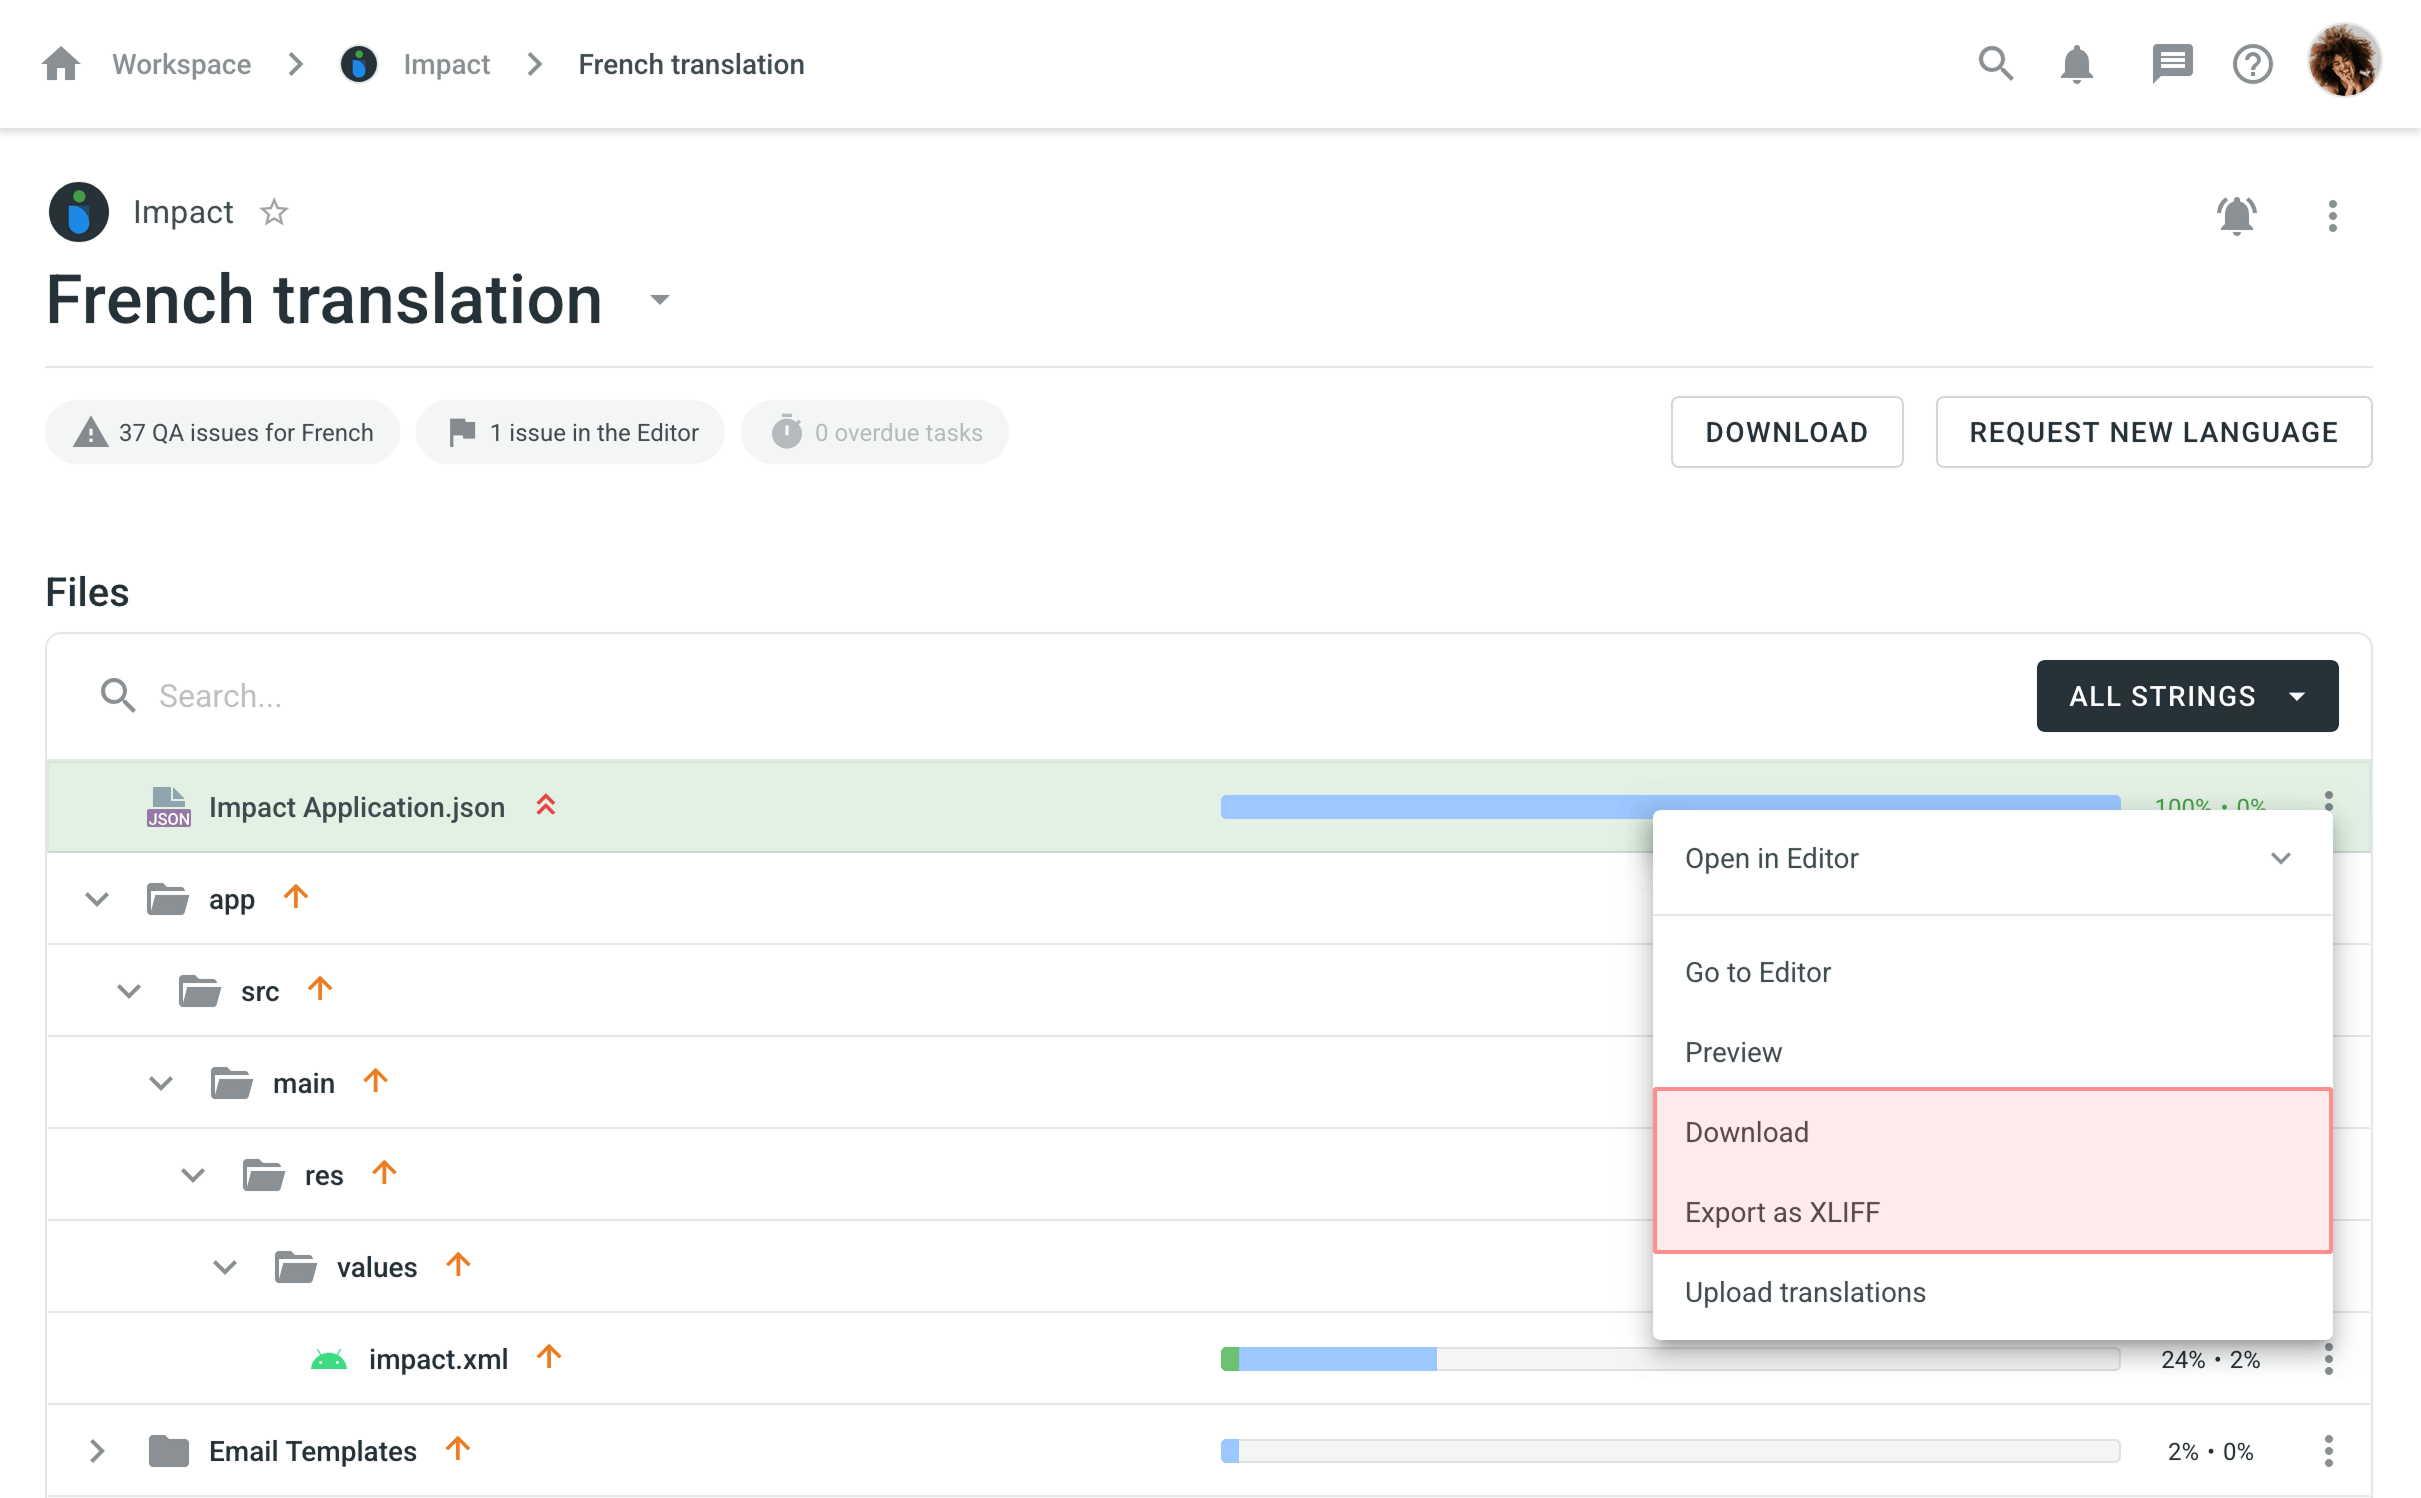 Workspace Impact French translation
Impact
French translation
37 QA issues for French 1 issue in the Editor 0 overdue tasks DOWNLOAD REQUEST NEW LANGUAGE
Files
Search... ALL STRINGS
JSON Impact Application.json 100% • 0%
Open in Editor
app
Go to Editor
src
Preview
main
Download
res
Export as XLIFF
values
Upload translations
impact.xml 24% • 2%
Email Templates 2% • 0%